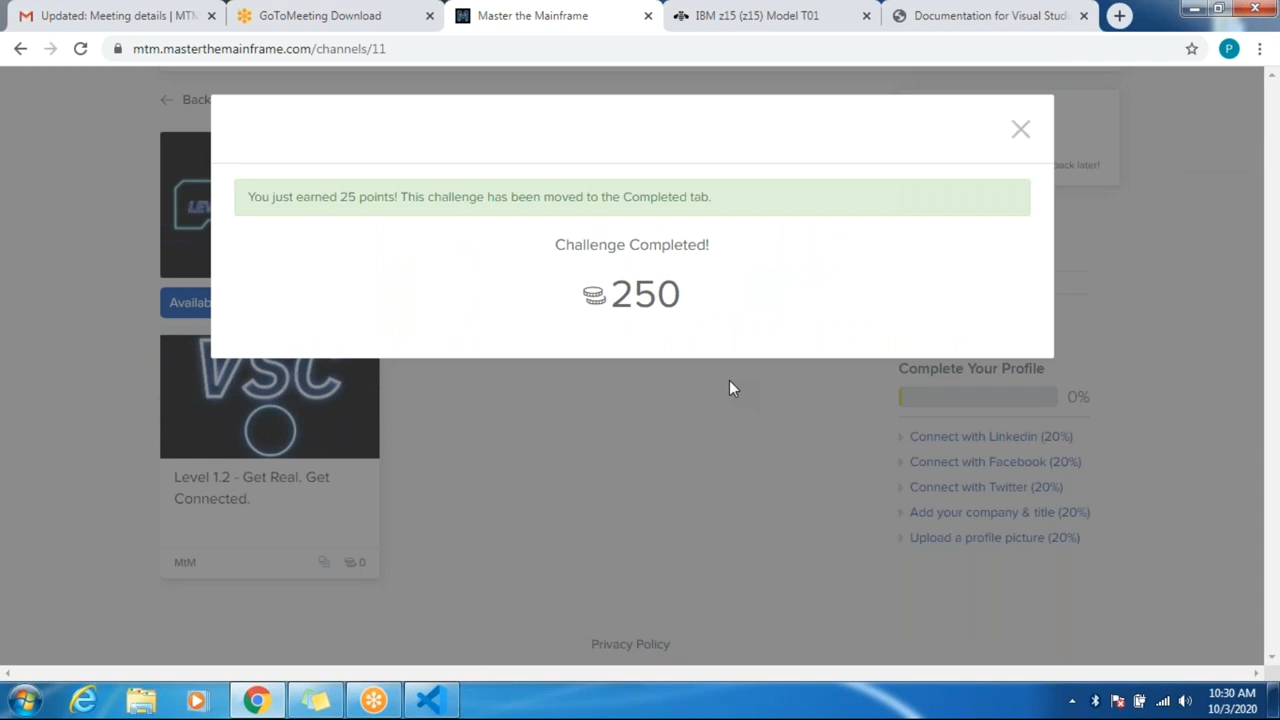 Updated: Meeting details | MTM
GoToMeeting Download
Master the Mainframe
IBM z15 (z15) Model T01
Documentation for Visual Studi
mtm.masterthemainframe.com/channels/11
P
Back
back later!
You just earned 25 points! This challenge has been moved to the Completed tab.
Challenge Completed!
250
LEV
Availab
VSC
Level 1.2 - Get Real. Get
Connected.
MtM
0
Complete Your Profile
0%
Connect with Linkedin (20%)
Connect with Facebook (20%)
Connect with Twitter (20%)
Add your company & title (20%)
Upload a profile picture (20%)
Privacy Policy
10:30 AM
10/3/2020